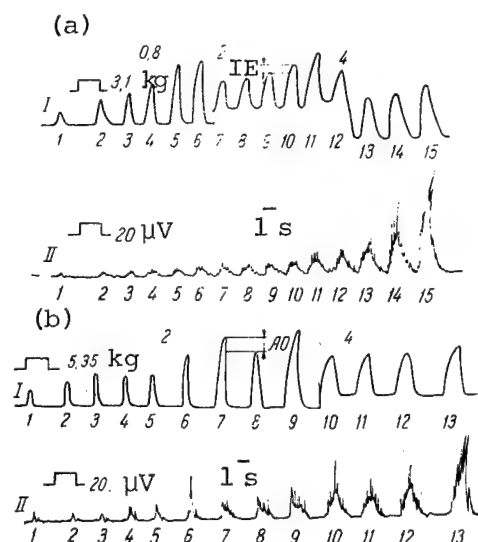 (a)
0,8 2 IE 4
3,1 kg
I
1 2 3 4 5 6 7 8 9 10 11 12 13 14 15
II 20 μV 1 s
1 2 3 4 5 6 7 8 9 10 11 12 13 14 15
(b)
2 AO 4
5,35 kg
I
1 2 3 4 5 6 7 8 9 10 11 12 13
II 20. μV 1 s
1 2 3 4 5 6 7 8 9 10 11 12 13